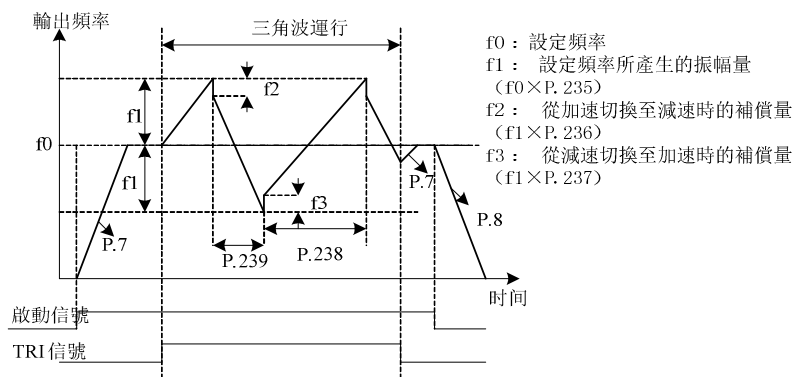 輸出頻率
三角波運行
f0：設定頻率
f1： 設定頻率所產生的振幅量
（f0×P.235）
f2：從加速切換至減速時的補償量
（f1×P.236）
f3： 從減速切換至加速時的補償量
（f1×P.237）
f2
f1
f0
f1
P.7
f3
P.7
P.8
P.239
P.238
时间
啟動信號
TRI信號